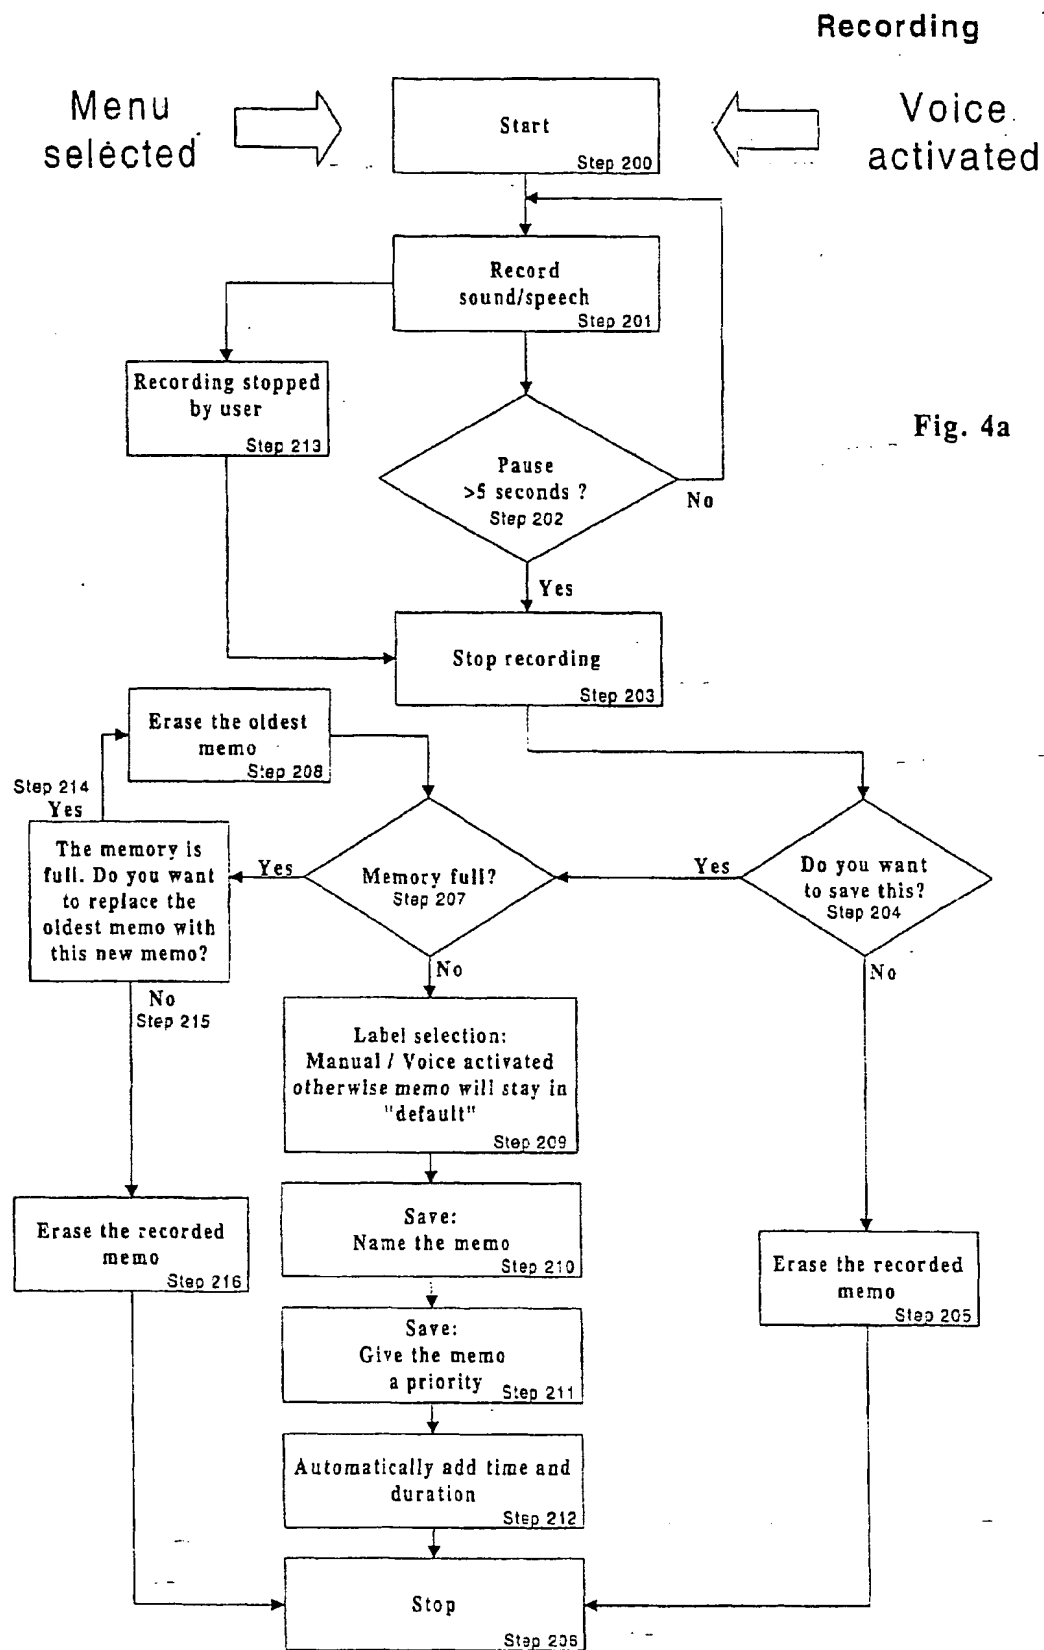 Recording
Menu
selected
Start
Step 200
Voice
activated
Record
sound/speech
Step 201
Recording stopped
by user
Step 213
Fig. 4a
Pause
>5 seconds ?
Step 202
No
Yes
Stop recording
Step 203
Erase the oldest
memo
Step 208
Step 214
Yes
The memory is
full. Do you want
to replace the
oldest memo with
this new memo?
Yes
Memory full?
Step 207
Yes
Do you want
to save this?
Step 204
No
Step 215
No
No
Label selection:
Manual / Voice activated
otherwise memo will stay in
"default"
Step 209
Erase the recorded
memo
Step 216
Save:
Name the memo
Step 210
Erase the recorded
memo
Step 205
Save:
Give the memo
a priority
Step 211
Automatically add time and
duration
Step 212
Stop
Step 206